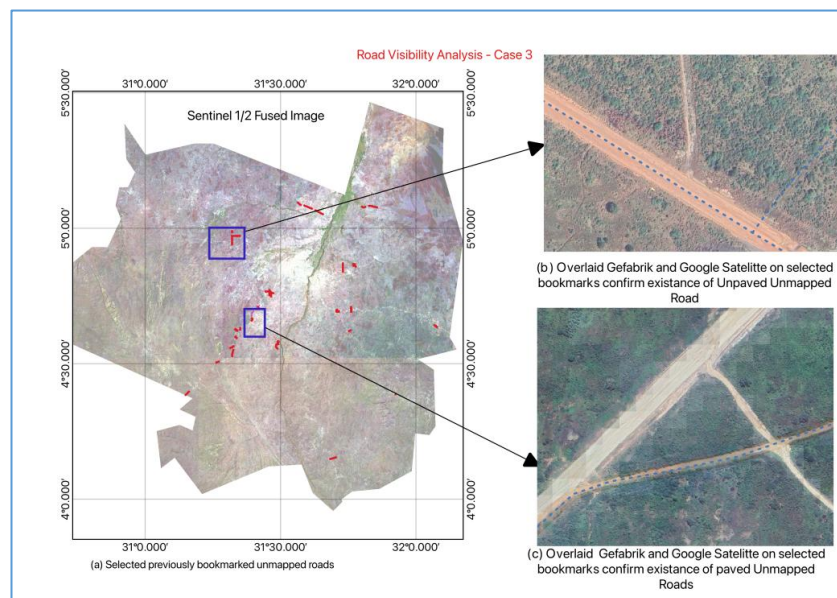 Road Visibility Analysis - Case 3
31°0.000' 31°30.000' 32°0.000'
5°30.000' 5°30.000'
Sentinel 1/2 Fused Image
5°0.000' 5°0.000'
4°30.000' 4°30.000'
4°0.000' 4°0.000'
31°0.000' 31°30.000' 32°0.000'
(a) Selected previously bookmarked unmapped roads
(b) Overlaid Gefabrik and Google Satelitte on selected
bookmarks confirm existance of Unpaved Unmapped
Road
(c) Overlaid Gefabrik and Google Satelitte on selected
bookmarks confirm existance of paved Unmapped
Roads